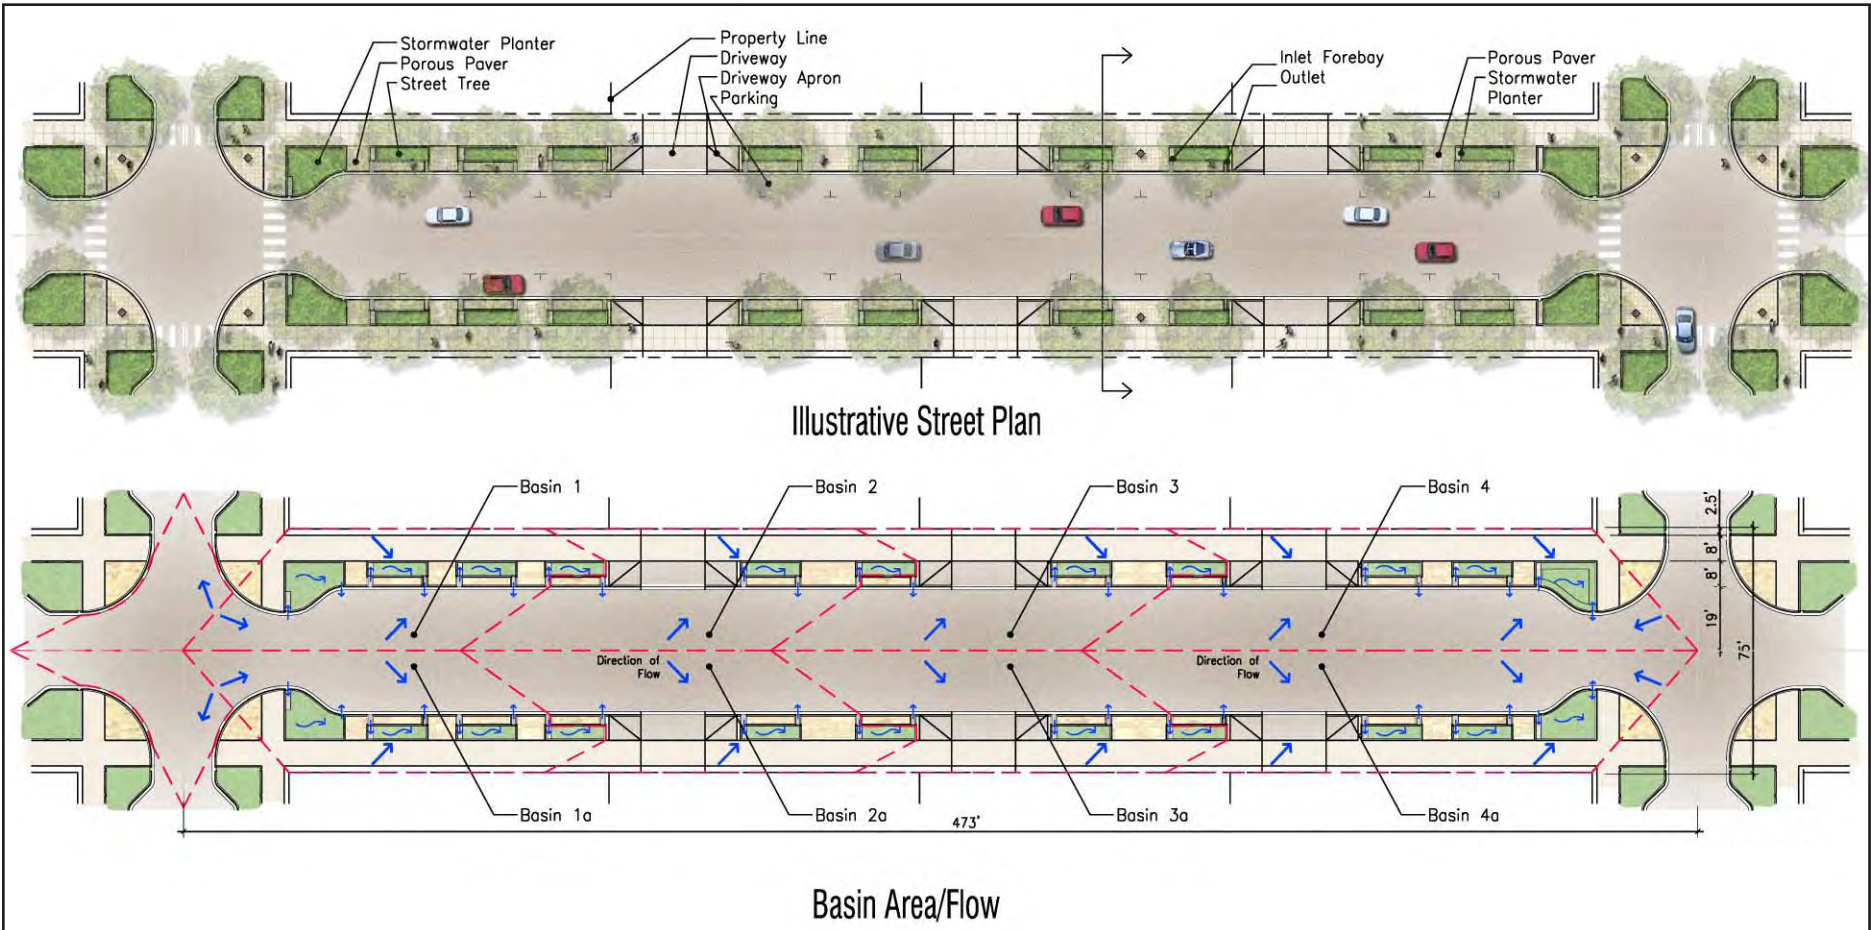 Stormwater Planter
Porous Paver
Street Tree
Property Line
Driveway
Driveway Apron
Parking
Inlet Forebay
Outlet
Porous Paver
Stormwater
Planter
Illustrative Street Plan
Basin 1
Basin 2
Basin 3
Basin 4
2.5'
8'
8'
19'
75'
Direction of
Flow
Direction of
Flow
Basin 1a
Basin 2a
Basin 3a
Basin 4a
473'
Basin Area/Flow